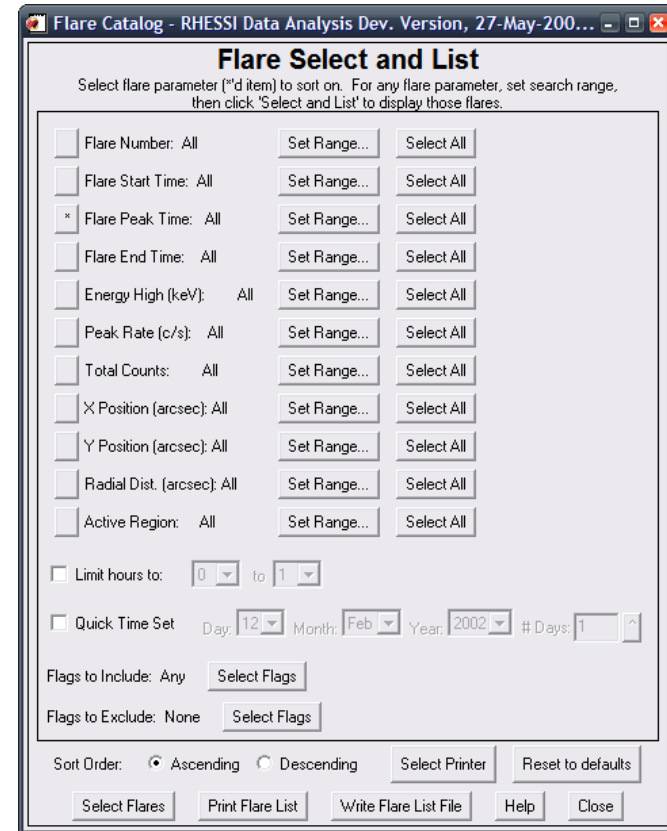 Flare Catalog - RHESSI Data Analysis Dev. Version, 27-May-200...
Flare Select and List
Select flare parameter (*'d item) to sort on. For any flare parameter, set search range,
then click 'Select and List' to display those flares.
Flare Number: All Set Range... Select All
Flare Start Time: All Set Range... Select All
* Flare Peak Time: All Set Range... Select All
Flare End Time: All Set Range... Select All
Energy High (keV): All Set Range... Select All
Peak Rate (c/s): All Set Range... Select All
Total Counts: All Set Range... Select All
X Position (arcsec): All Set Range... Select All
Y Position (arcsec): All Set Range... Select All
Radial Dist. (arcsec): All Set Range... Select All
Active Region: All Set Range... Select All
Limit hours to: 0 to 1
Quick Time Set Day: 12 Month: Feb Year: 2002 # Days: 1
Flags to Include: Any Select Flags
Flags to Exclude: None Select Flags
Sort Order: Ascending Descending Select Printer Reset to defaults
Select Flares Print Flare List Write Flare List File Help Close